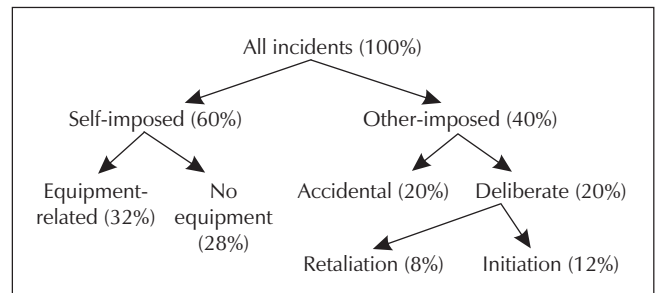 All incidents (100%)
Self-imposed (60%)
Other-imposed (40%)
Equipment-
related (32%)
No
equipment
(28%)
Accidental (20%)
Deliberate (20%)
Retaliation (8%)
Initiation (12%)